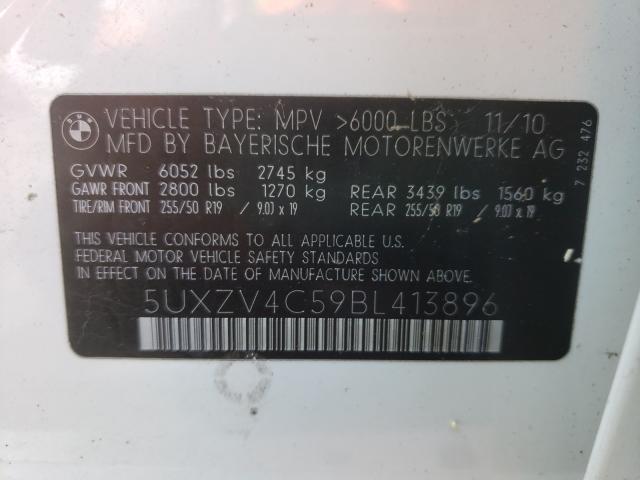 BMW
VEHICLE TYPE: MPV >6000 LBS 11/10
MFD BY BAYERISCHE MOTORENWERKE AG
GVWR 6052 lbs 2745 kg
GAWR FRONT 2800 lbs 1270 kg REAR 3439 lbs 1560 kg
TIRE/RIM FRONT 255/50 R19 / 9.0J x 19 REAR 255/50 R19 / 9.0J x 19
THIS VEHICLE CONFORMS TO ALL APPLICABLE U.S.
FEDERAL MOTOR VEHICLE SAFETY STANDARDS
IN EFFECT ON THE DATE OF MANUFACTURE SHOWN ABOVE
5UXZV4C59BL413896
7 232 476